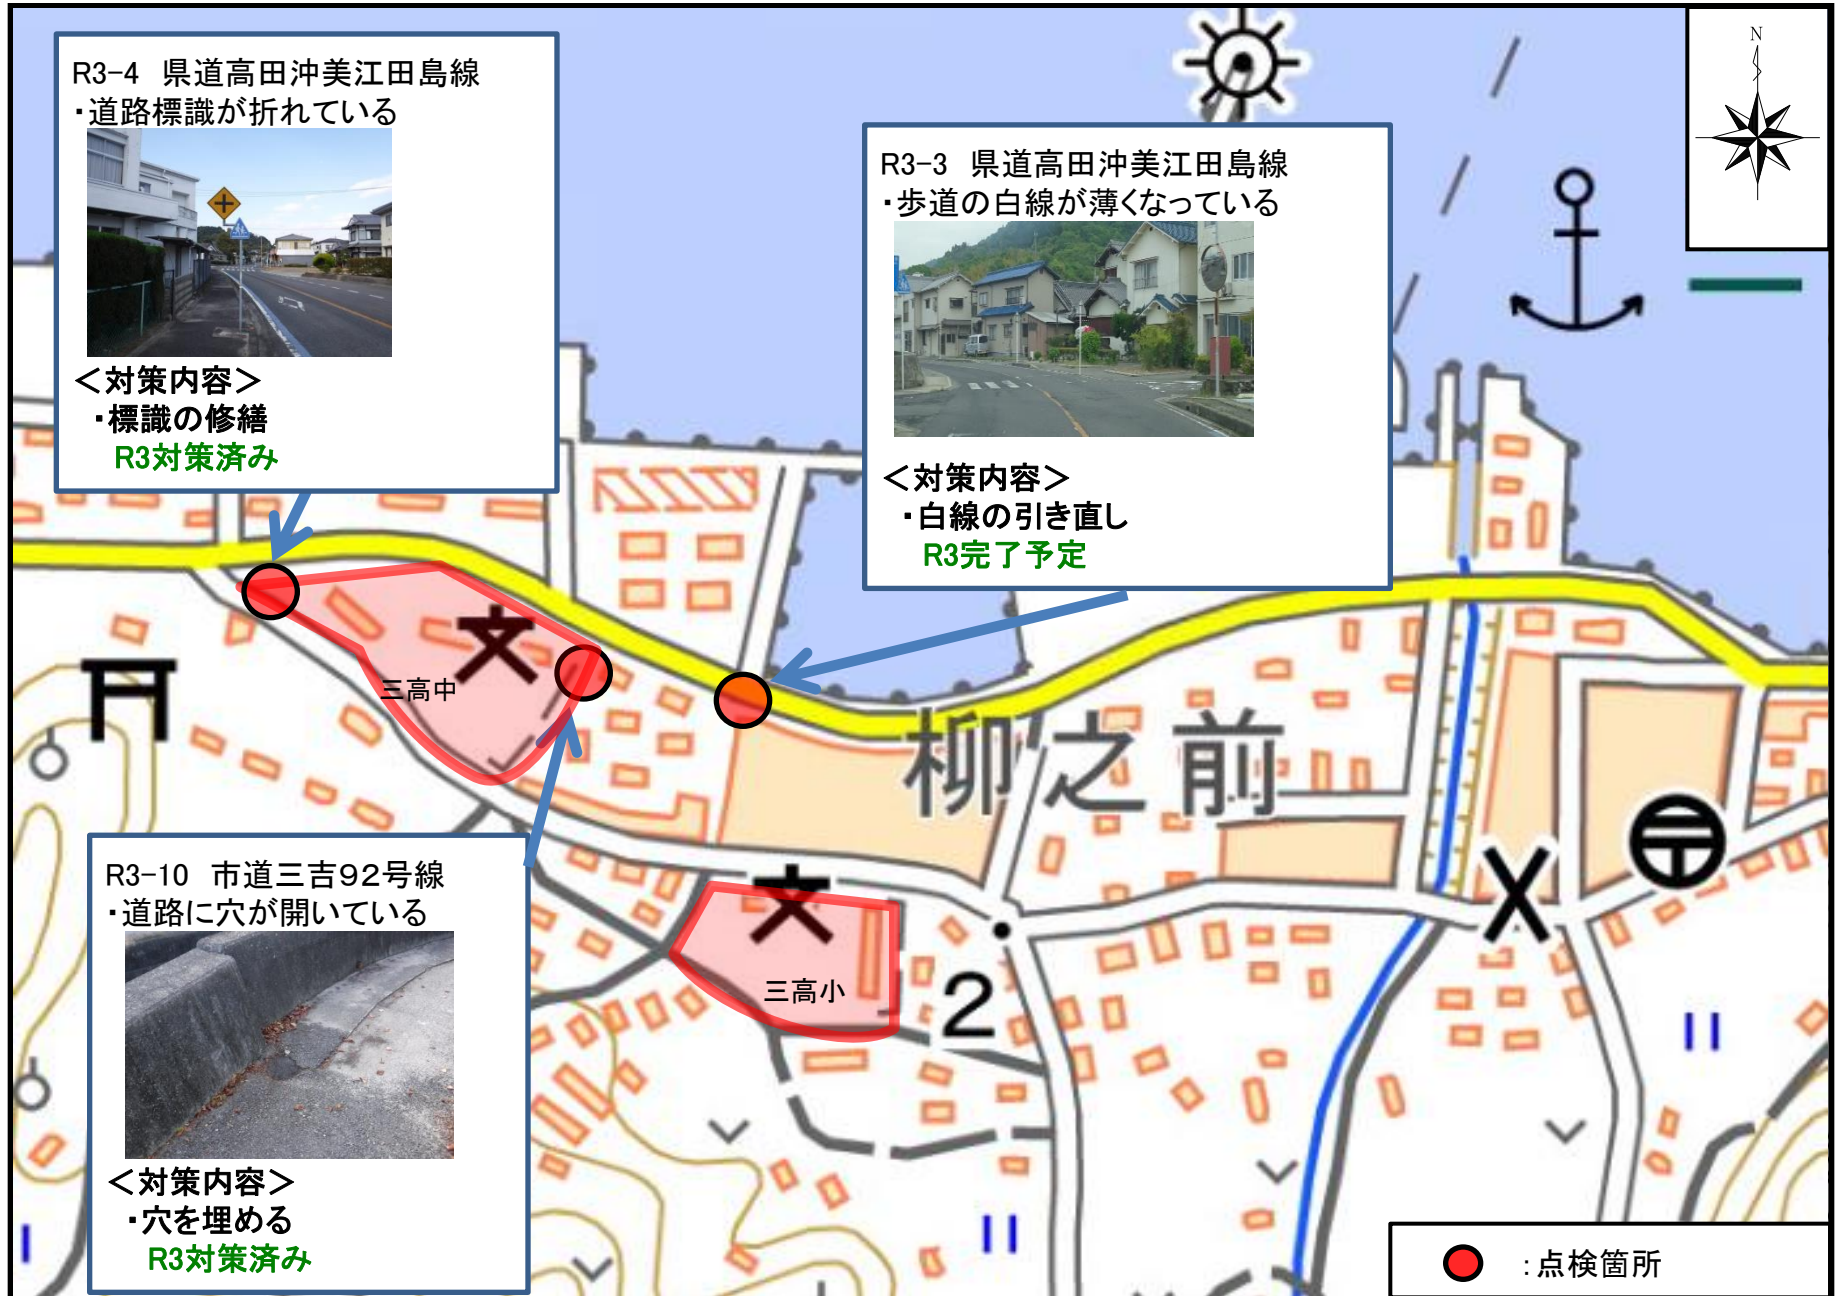 R3-4 県道高田沖美江田島線
・道路標識が折れている
＜対策内容＞
・標識の修繕
R3対策済み
R3-3 県道高田沖美江田島線
・歩道の白線が薄くなっている
＜対策内容＞
・白線の引き直し
R3完了予定
N
三高中
柳之前
R3-10 市道三吉92号線
・道路に穴が開いている
＜対策内容＞
・穴を埋める
R3対策済み
三高小
2
：点検箇所